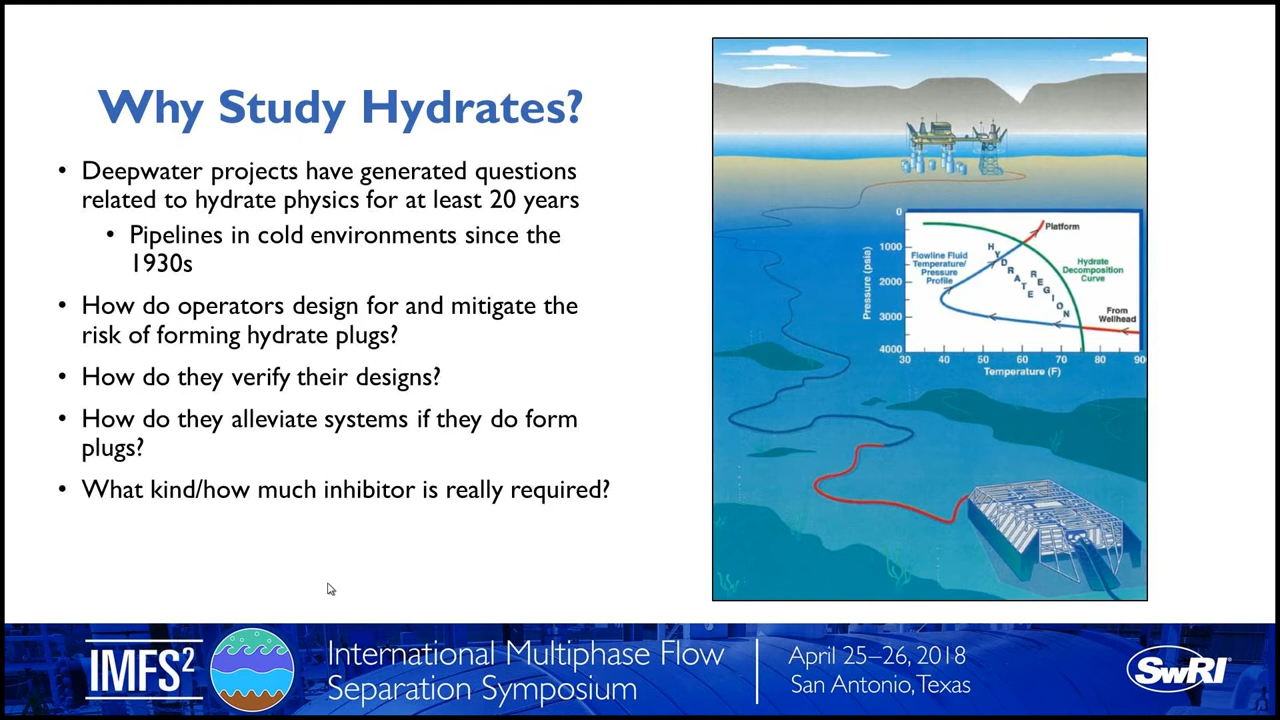 Why Study Hydrates?
• Deepwater projects have generated questions
related to hydrate physics for at least 20 years
• Pipelines in cold environments since the
1930s
• How do operators design for and mitigate the
risk of forming hydrate plugs?
• How do they verify their designs?
• How do they alleviate systems if they do form
plugs?
• What kind/how much inhibitor is really required?
0
1000
2000
3000
4000
Pressure (psia)
Platform
Flowline Fluid
Temperature/
Pressure
Profile
HYDRATE
REGION
Hydrate
Decomposition
Curve
From
Wellhead
30 40 50 60 70 80 90
Temperature (F)
IMFS²
International Multiphase Flow
Separation Symposium
April 25–26, 2018
San Antonio, Texas
SwRI®